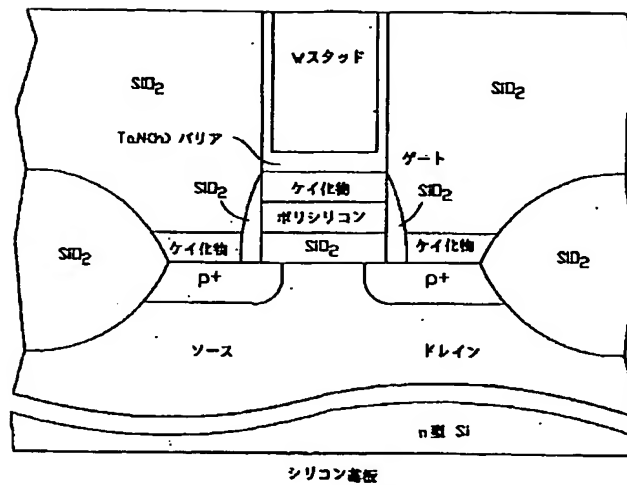 Wスタッド
SiO2
SiO2
TaN(h) バリア
ゲート
SiO2
ケイ化物
SiO2
ポリシリコン
SiO2
ケイ化物
SiO2
ケイ化物
SiO2
P+
P+
ソース
ドレイン
n型 Si
シリコン基板